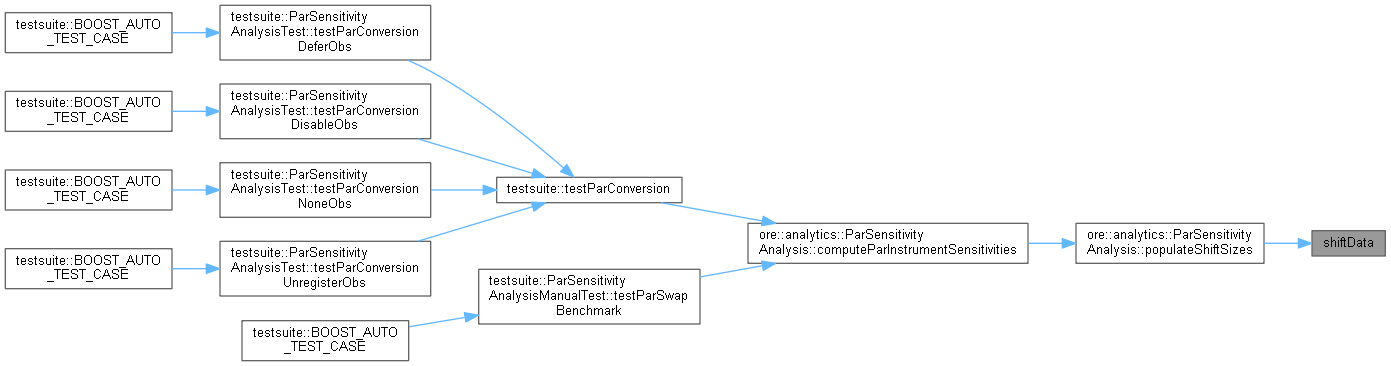 testsuite::BOOST_AUTO
_TEST_CASE
testsuite::ParSensitivity
AnalysisTest::testParConversion
DeferObs
testsuite::BOOST_AUTO
_TEST_CASE
testsuite::ParSensitivity
AnalysisTest::testParConversion
DisableObs
testsuite::BOOST_AUTO
_TEST_CASE
testsuite::ParSensitivity
AnalysisTest::testParConversion
NoneObs
testsuite::testParConversion
testsuite::BOOST_AUTO
_TEST_CASE
testsuite::ParSensitivity
AnalysisTest::testParConversion
UnregisterObs
ore::analytics::ParSensitivity
Analysis::computeParInstrumentSensitivities
ore::analytics::ParSensitivity
Analysis::populateShiftSizes
shiftData
testsuite::ParSensitivity
AnalysisManualTest::testParSwap
Benchmark
testsuite::BOOST_AUTO
_TEST_CASE